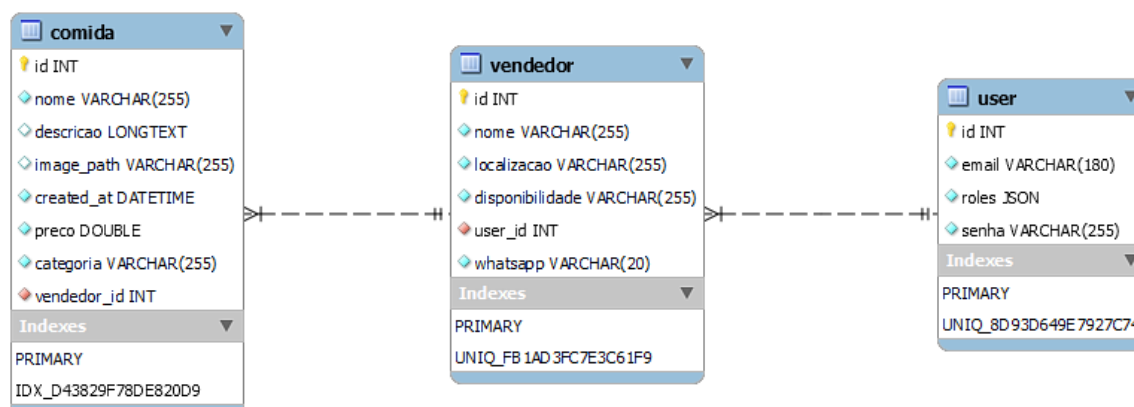 comida
id INT
nome VARCHAR(255)
descricao LONGTEXT
image_path VARCHAR(255)
created_at DATETIME
preco DOUBLE
categoria VARCHAR(255)
vendedor_id INT
Indexes
PRIMARY
IDX_D43829F78DE820D9
vendedor
id INT
nome VARCHAR(255)
localizacao VARCHAR(255)
disponibilidade VARCHAR(255)
user_id INT
whatsapp VARCHAR(20)
Indexes
PRIMARY
UNIQ_FB1AD3FC7E3C61F9
user
id INT
email VARCHAR(180)
roles JSON
senha VARCHAR(255)
Indexes
PRIMARY
UNIQ_8D93D649E7927C74